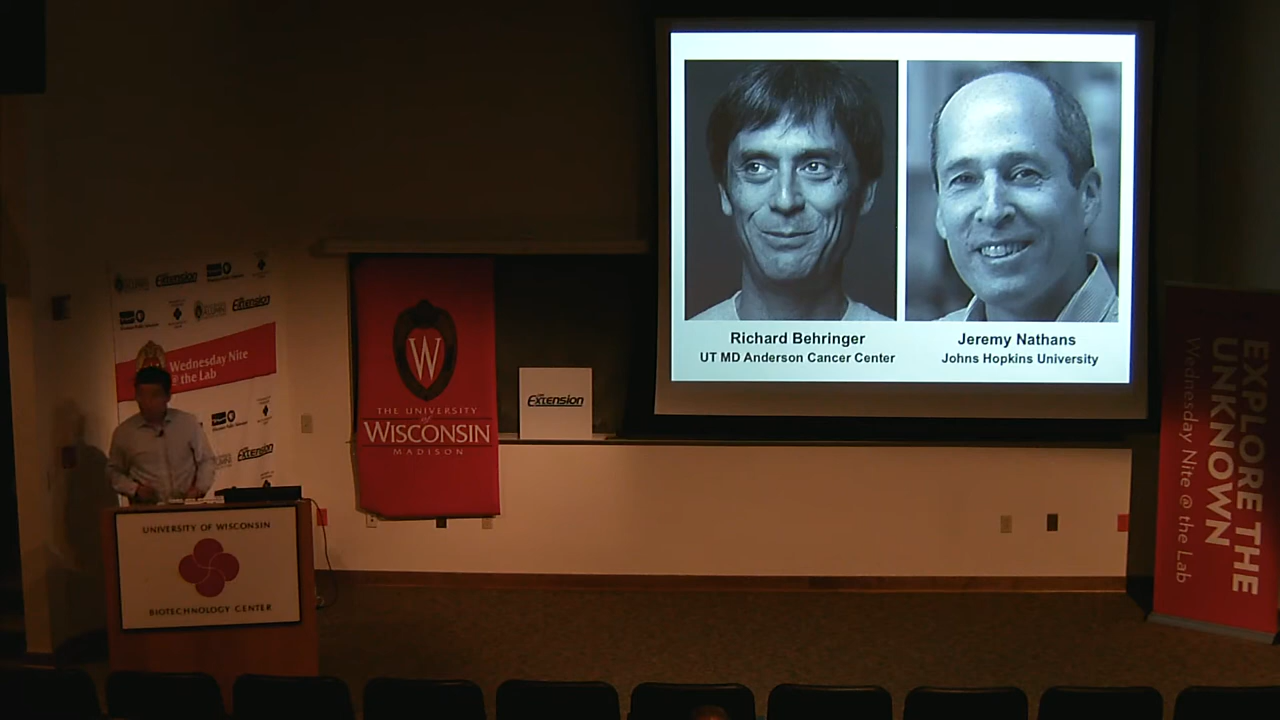 Richard Behringer
UT MD Anderson Cancer Center
Jeremy Nathans
Johns Hopkins University
Extension
Extension
Wednesday Nite
@ the Lab
Extension
W
THE UNIVERSITY
of
WISCONSIN
MADISON
Extension
UNIVERSITY OF WISCONSIN
BIOTECHNOLOGY CENTER
EXPLORE THE
UNKNOWN
Wednesday Nite @ the Lab